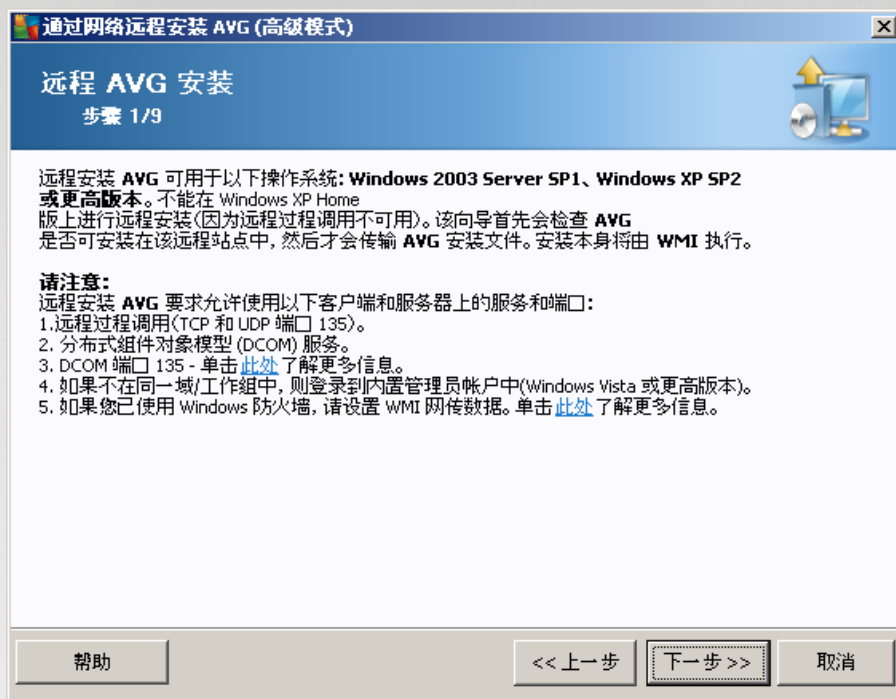 通过网络远程安装 AVG (高级模式)
远程 AVG 安装
步骤 1/9
远程安装 AVG 可用于以下操作系统: Windows 2003 Server SP1、Windows XP SP2
或更高版本。不能在 Windows XP Home
版上进行远程安装(因为远程过程调用不可用)。该向导首先会检查 AVG
是否可安装在该远程站点中, 然后才会传输 AVG 安装文件。安装本身将由 WMI 执行。
请注意:
远程安装 AVG 要求允许使用以下客户端和服务器上的服务和端口:
1.远程过程调用(TCP 和 UDP 端口 135)。
2. 分布式组件对象模型 (DCOM) 服务。
3. DCOM 端口 135 - 单击此处了解更多信息。
4. 如果不在同一域/工作组中, 则登录到内置管理员帐户中(Windows Vista 或更高版本)。
5. 如果您已使用 Windows 防火墙, 请设置 WMI 网传数据。单击此处了解更多信息。
帮助
<< 上一步
下一步 >>
取消